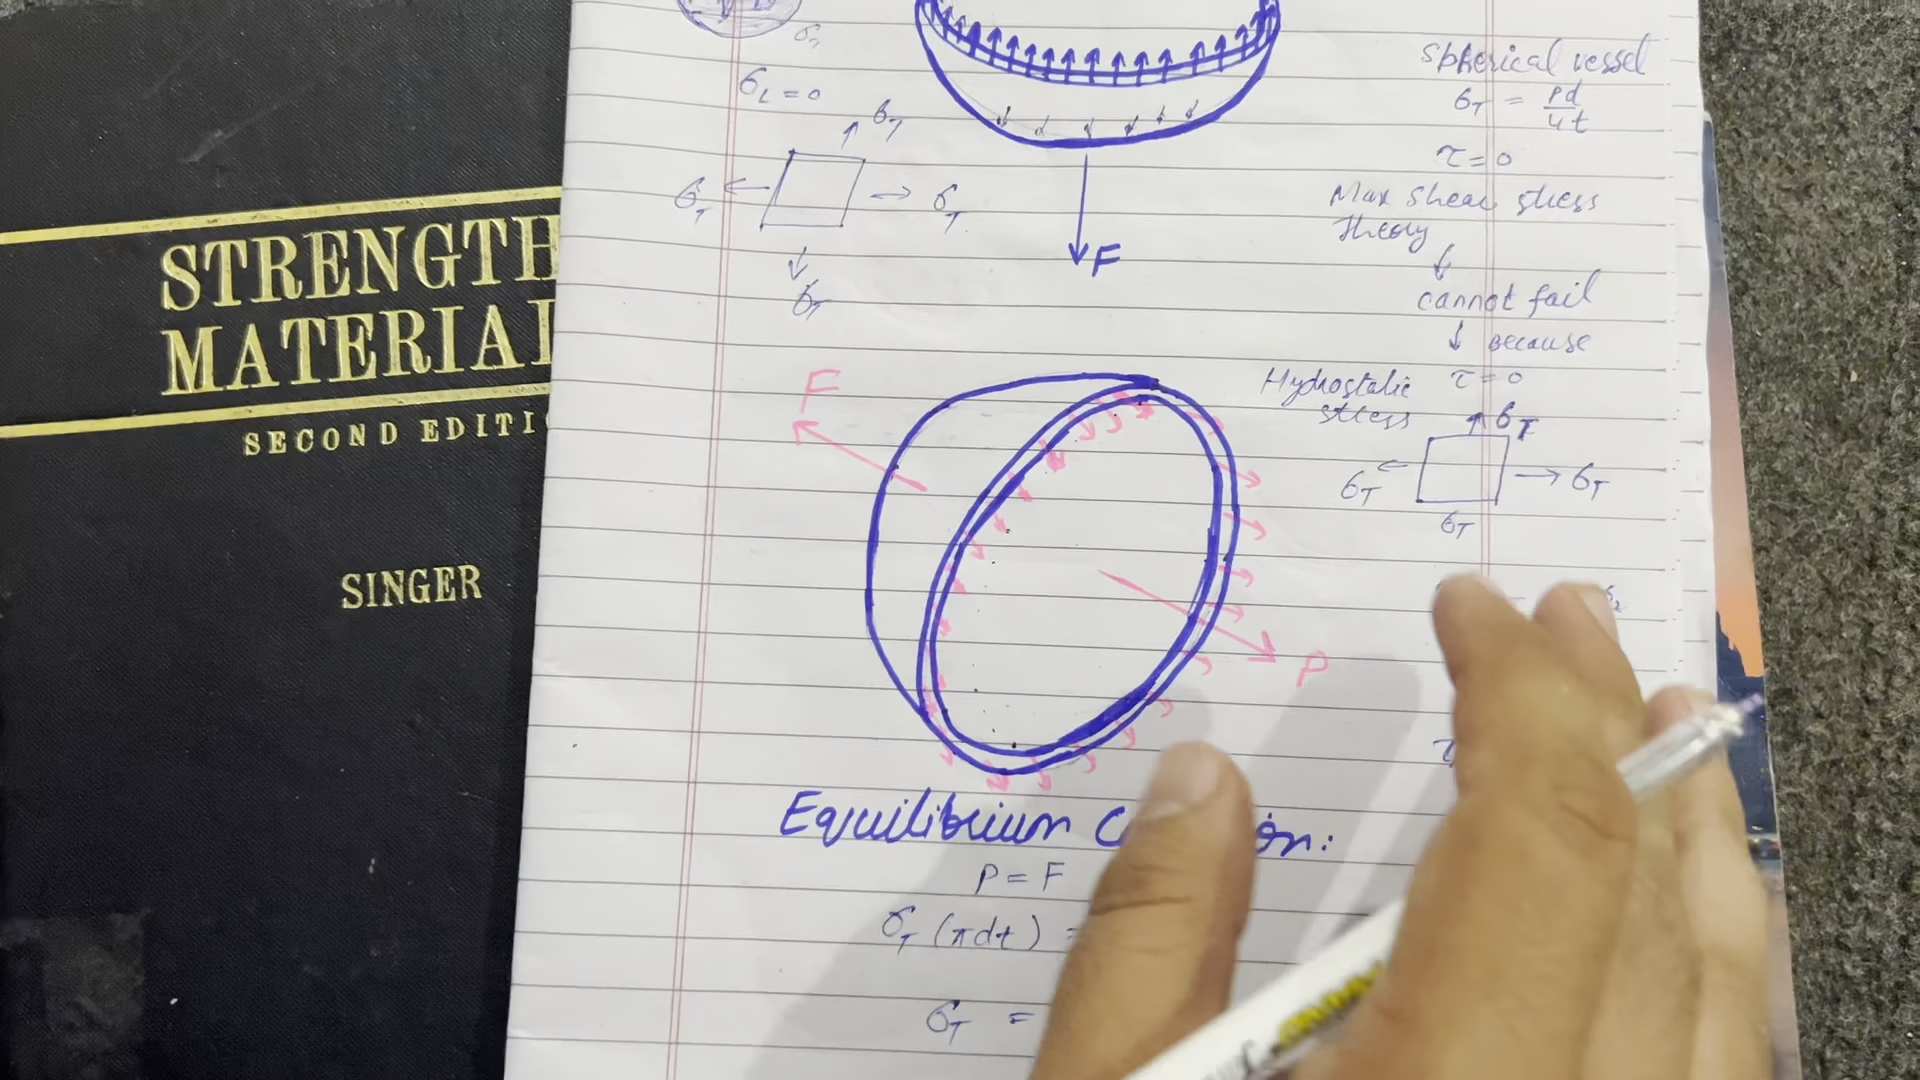 STRENGTH
MATERIAL
SECOND EDITI
SINGER
σL = 0
σT
σT
σT
σT
F
Spherical vessel
σT = Pd
4t
τ = 0
Max Shear stress
theory
cannot fail
because
τ = 0
Hydrostatic
stress
σT
σT
σT
σT
F
P
Equilibrium C
on:
P = F
σT (πdt) =
σT =